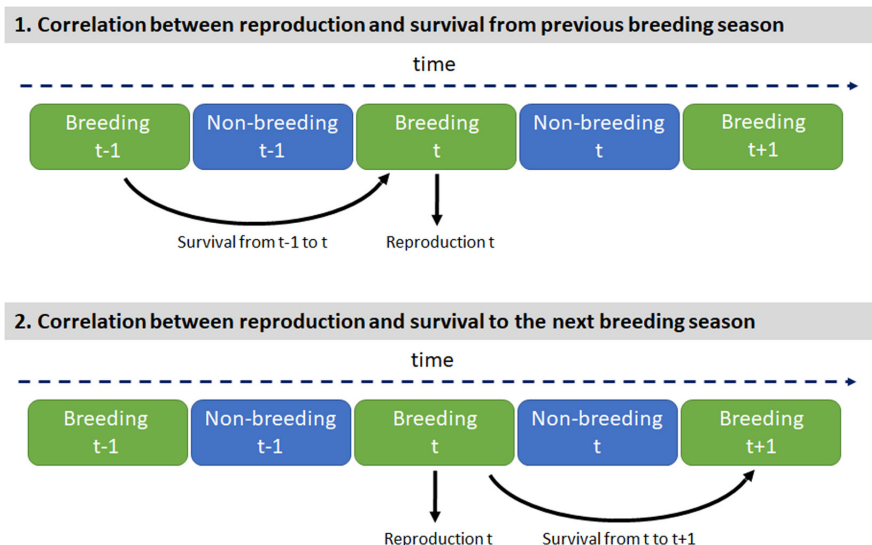 1. Correlation between reproduction and survival from previous breeding season
time
Breeding
t-1
Non-breeding
t-1
Breeding
t
Non-breeding
t
Breeding
t+1
Survival from t-1 to t
Reproduction t
2. Correlation between reproduction and survival to the next breeding season
time
Breeding
t-1
Non-breeding
t-1
Breeding
t
Non-breeding
t
Breeding
t+1
Reproduction t
Survival from t to t+1